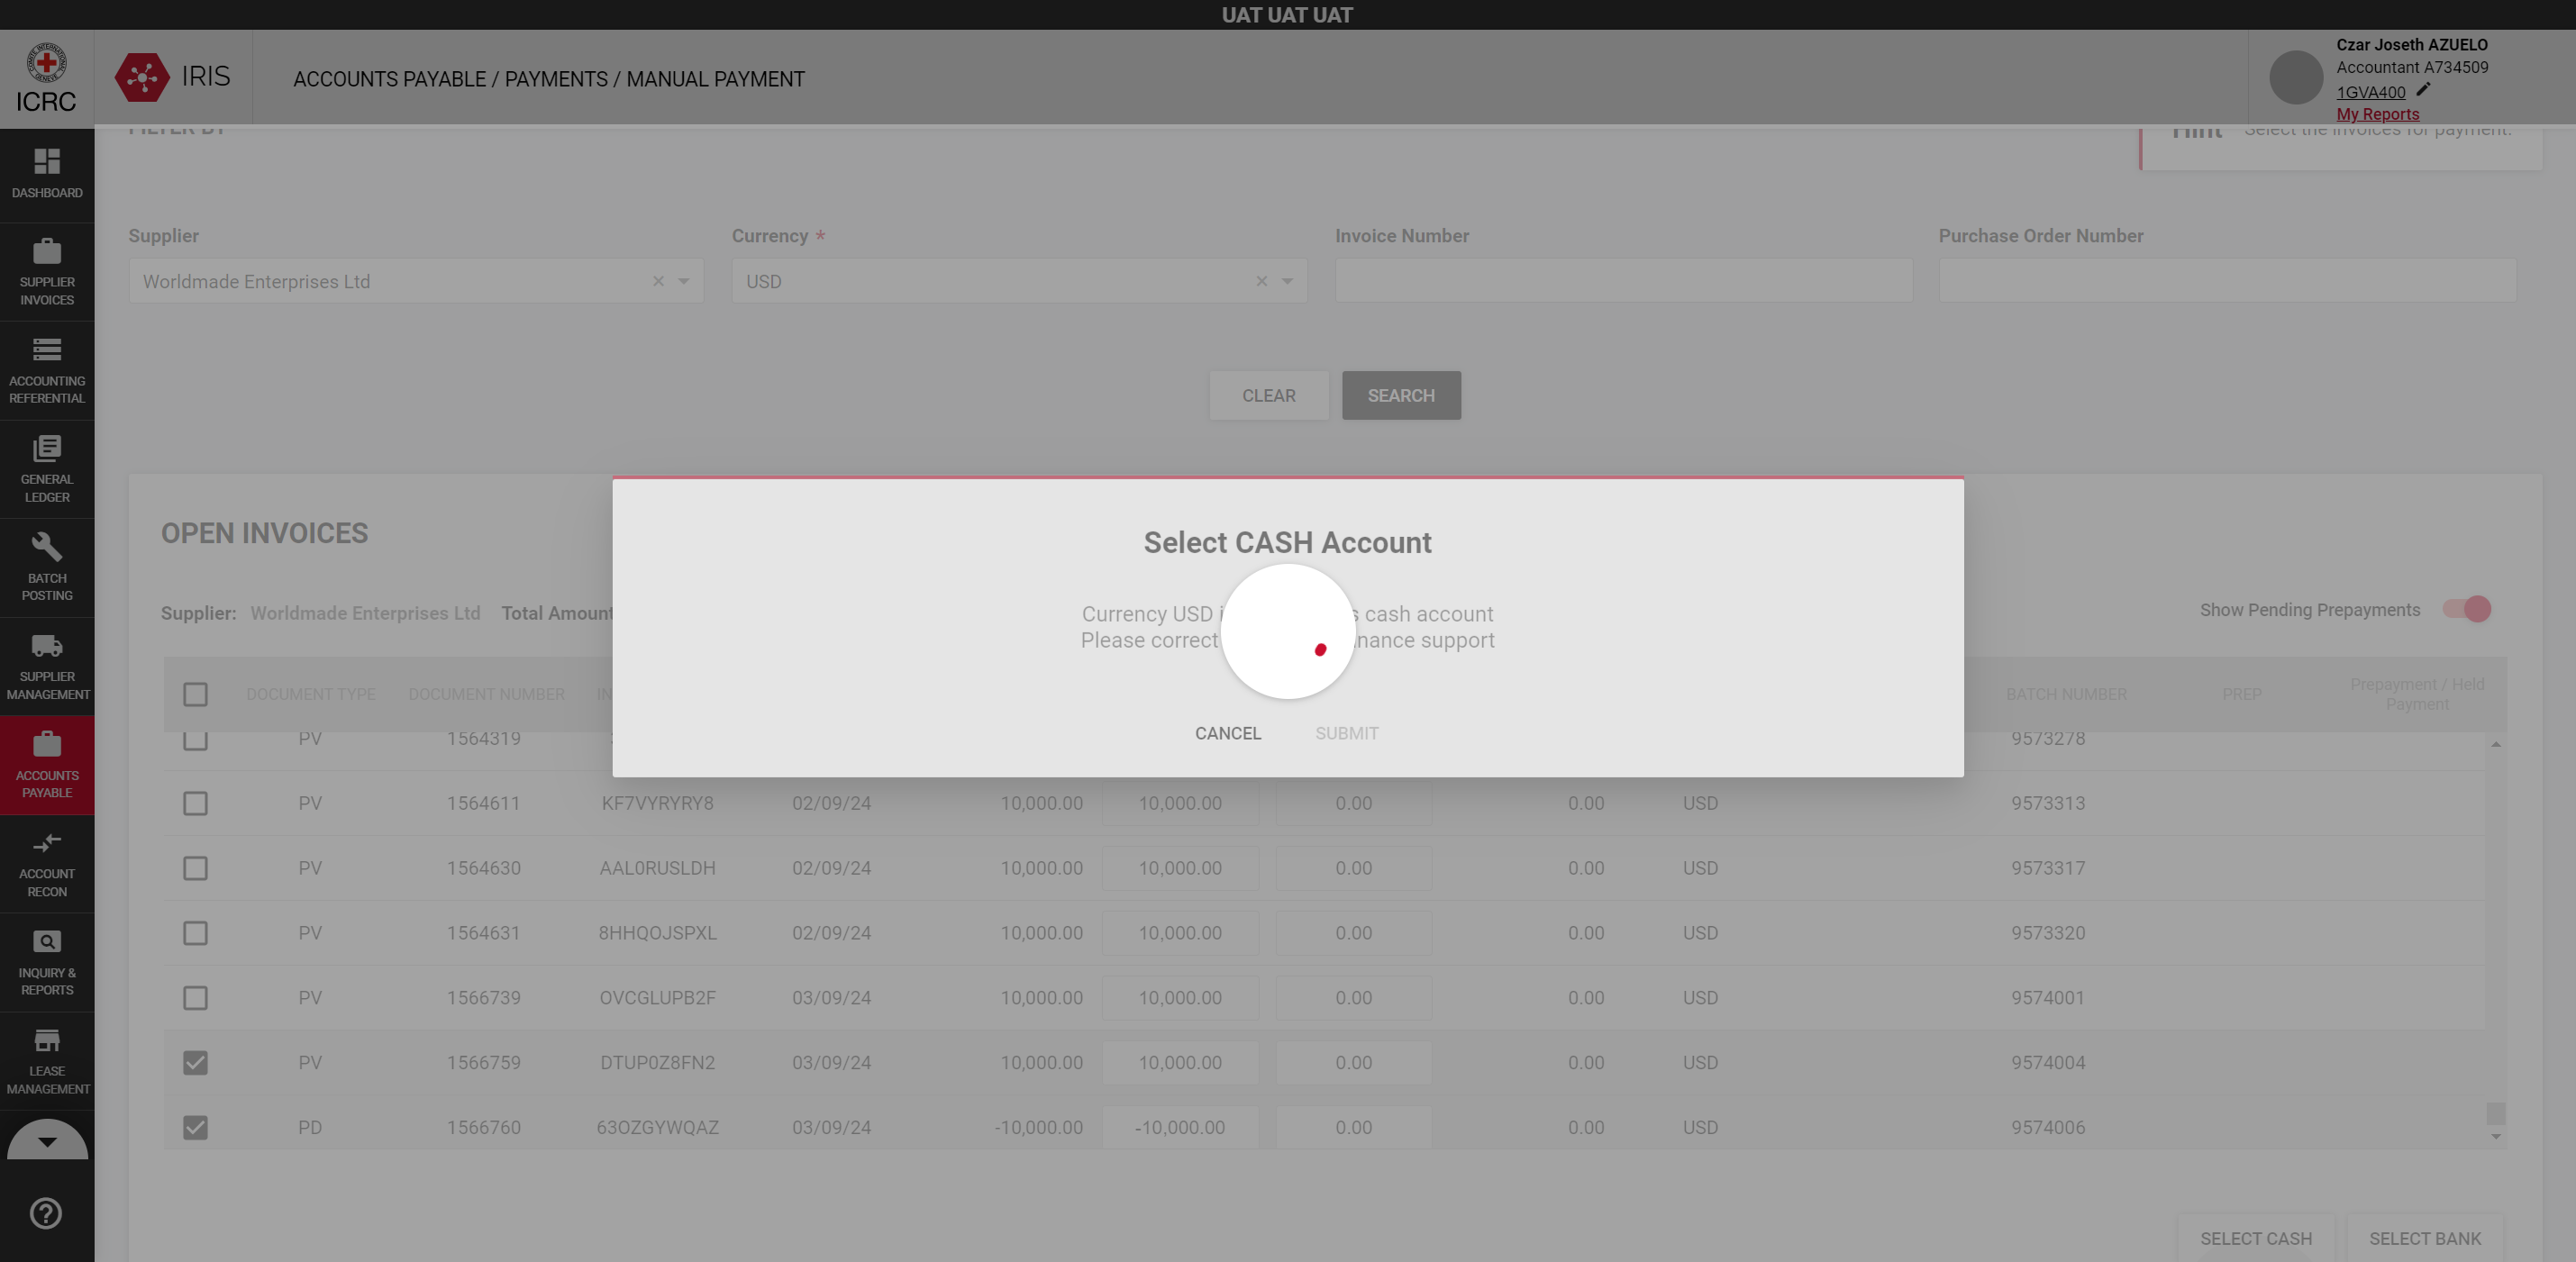 UAT UAT UAT
ICRC
IRIS
ACCOUNTS PAYABLE / PAYMENTS / MANUAL PAYMENT
Czar Joseth AZUELO
Accountant A734509
1GVA400
My Reports
FILTER BY
Hint Select the invoices for payment.
DASHBOARD
SUPPLIER
INVOICES
ACCOUNTING
REFERENTIAL
GENERAL
LEDGER
BATCH
POSTING
SUPPLIER
MANAGEMENT
ACCOUNTS
PAYABLE
ACCOUNT
RECON
INQUIRY &
REPORTS
LEASE
MANAGEMENT
Supplier Currency * Invoice Number Purchase Order Number
Worldmade Enterprises Ltd USD
CLEAR SEARCH
OPEN INVOICES
Supplier: Worldmade Enterprises Ltd Total Amount
Show Pending Prepayments
Select CASH Account
Currency USD cash account
Please correct support
CANCEL SUBMIT
DOCUMENT TYPE DOCUMENT NUMBER BATCH NUMBER PREP Prepayment / Held
Payment
PV 1564319 9573278
PV 1564611 KF7VYRYRY8 02/09/24 10,000.00 10,000.00 0.00 0.00 USD 9573313
PV 1564630 AAL0RUSLDH 02/09/24 10,000.00 10,000.00 0.00 0.00 USD 9573317
PV 1564631 8HHQOJSPXL 02/09/24 10,000.00 10,000.00 0.00 0.00 USD 9573320
PV 1566739 OVCGLUPB2F 03/09/24 10,000.00 10,000.00 0.00 0.00 USD 9574001
PV 1566759 DTUP0Z8FN2 03/09/24 10,000.00 10,000.00 0.00 0.00 USD 9574004
PD 1566760 63OZGYWQAZ 03/09/24 -10,000.00 -10,000.00 0.00 0.00 USD 9574006
SELECT CASH SELECT BANK